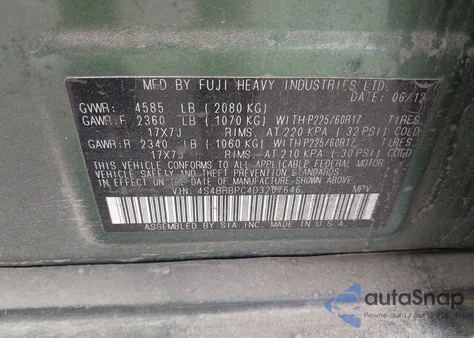 MFD BY FUJI HEAVY INDUSTRIES LTD.
DATE: 06/12
GVWR: 4585 LB (2080 KG)
GAWR:F 2360 LB (1070 KG) WITH P225/60R17 TIRES
17X7J RIMS, AT 220 KPA (32 PSI) COLD
GAWR:R 2340 LB (1060 KG) WITH P225/60R17 TIRES
17X7J RIMS, AT 210 KPA (30 PSI) COLD
THIS VEHICLE CONFORMS TO ALL APPLICABLE FEDERAL MOTOR
VEHICLE SAFETY AND THEFT PREVENTION STANDARDS
IN EFFECT ON THE DATE OF MANUFACTURE SHOWN ABOVE.
VIN: MPV
ASSEMBLED BY SIA INC. IN U.S.A.
autoSnap